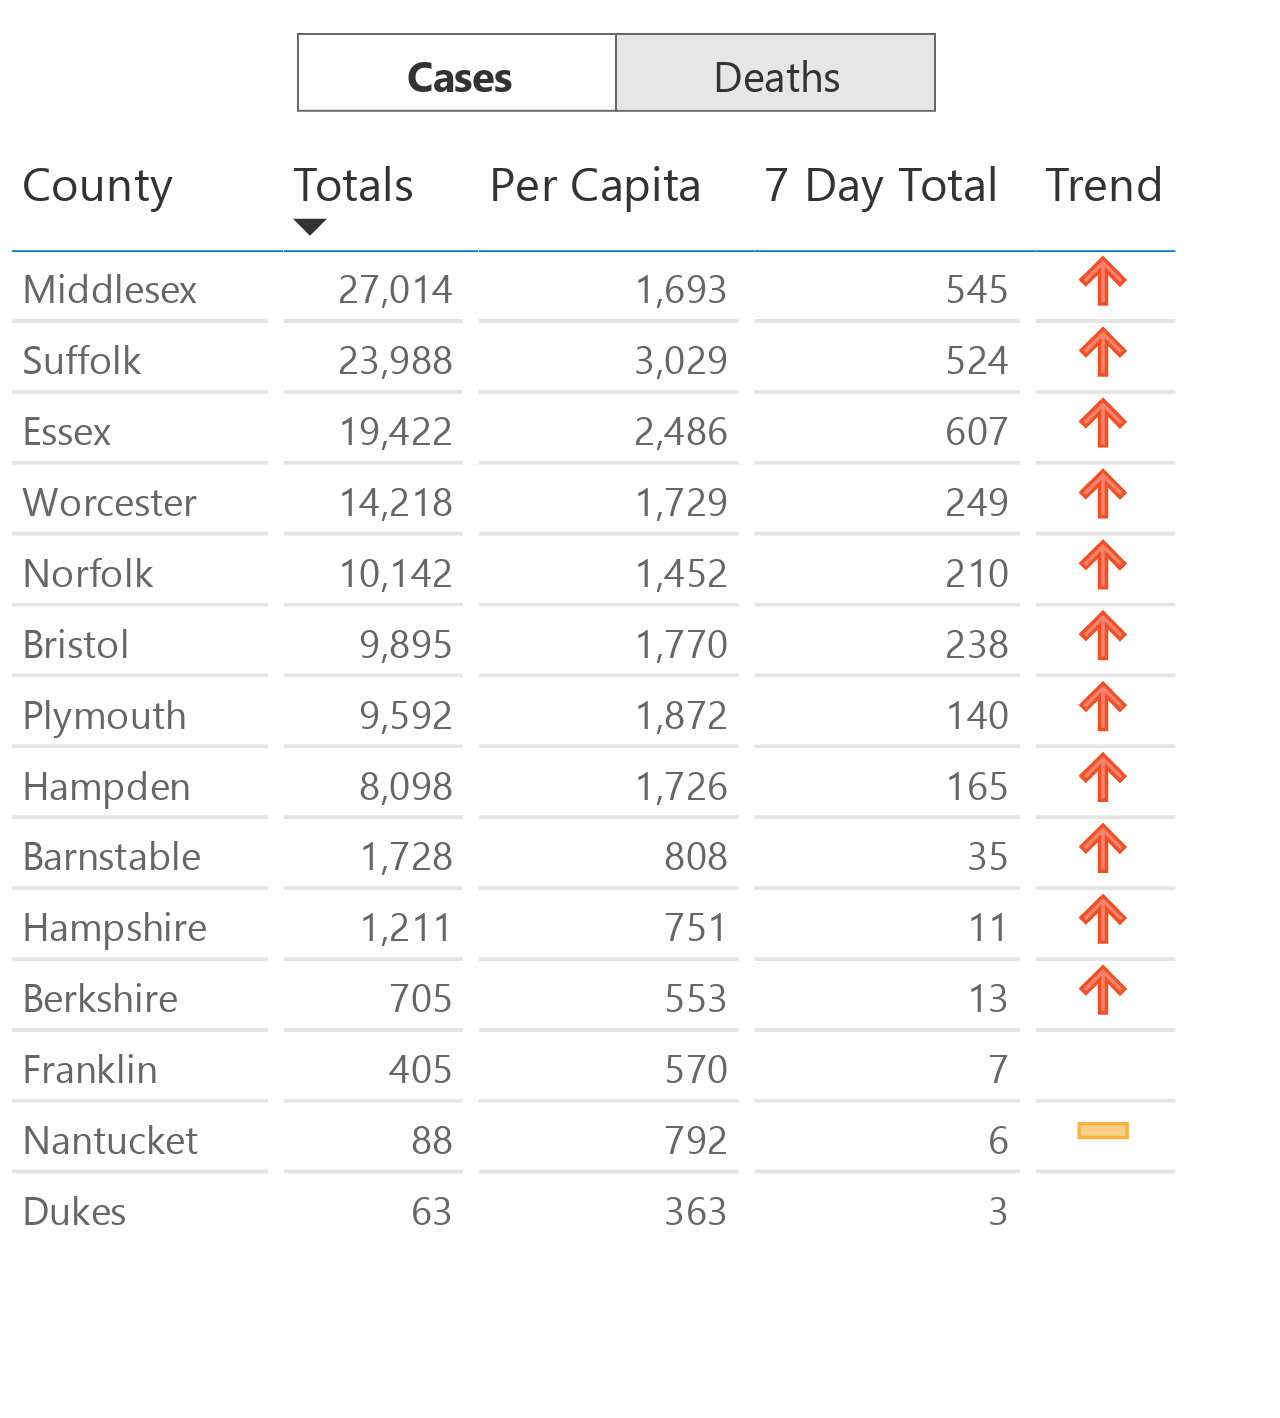 Cases Deaths
County Totals Per Capita 7 Day Total Trend
Middlesex 27,014 1,693 545
Suffolk 23,988 3,029 524
Essex 19,422 2,486 607
Worcester 14,218 1,729 249
Norfolk 10,142 1,452 210
Bristol 9,895 1,770 238
Plymouth 9,592 1,872 140
Hampden 8,098 1,726 165
Barnstable 1,728 808 35
Hampshire 1,211 751 11
Berkshire 705 553 13
Franklin 405 570 7
Nantucket 88 792 6
Dukes 63 363 3